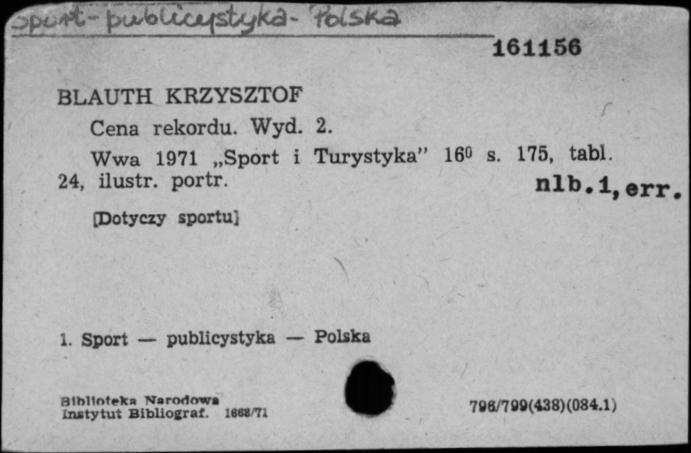 Sport - publicystyka - Polska
161156
BLAUTH KRZYSZTOF
Cena rekordu. Wyd. 2.
Wwa 1971 „Sport i Turystyka” 16⁰ s. 175, tabl.
24, ilustr. portr.
nlb.1, err.
[Dotyczy sportu]
1. Sport — publicystyka — Polska
Biblioteka Narodowa
Instytut Bibliograf. 1668/71
796/799(438)(084.1)